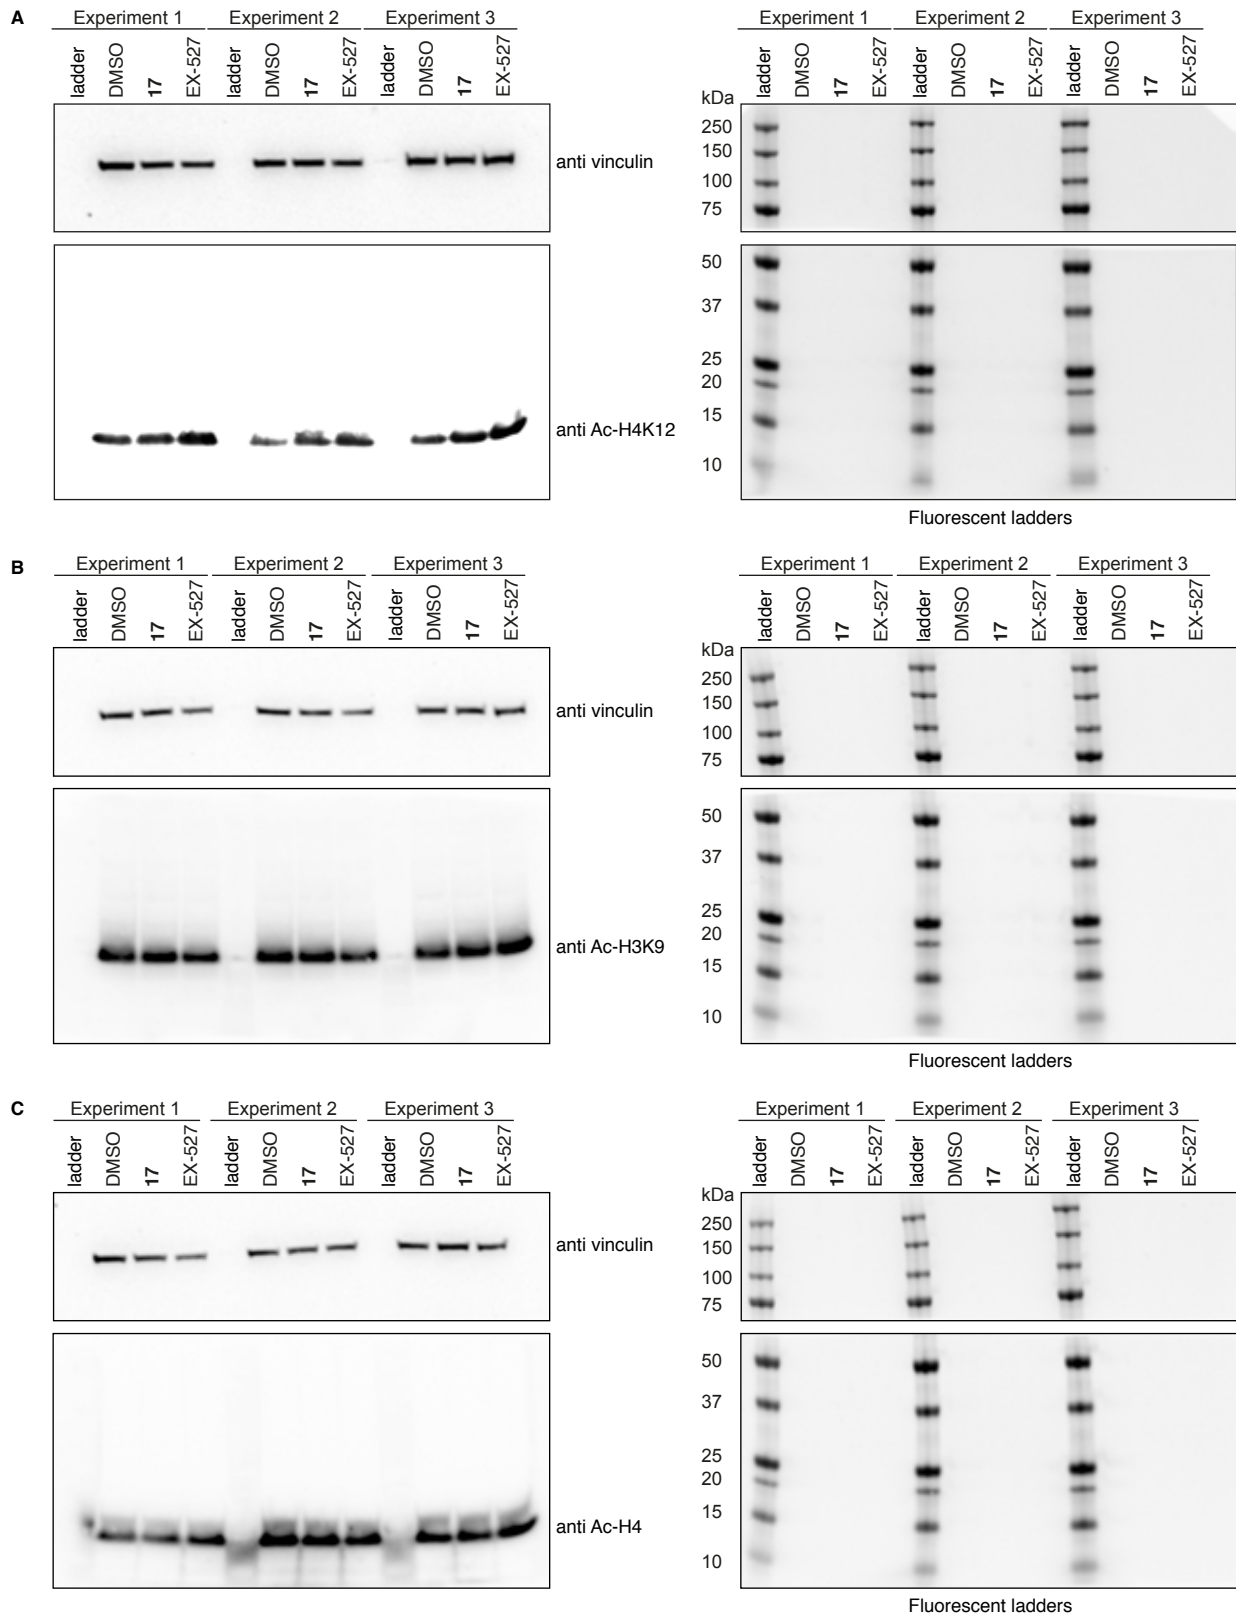 A
Experiment 1 Experiment 2 Experiment 3
ladder DMSO 17 EX-527 ladder DMSO 17 EX-527 ladder DMSO 17 EX-527
anti vinculin
anti Ac-H4K12
Experiment 1 Experiment 2 Experiment 3
ladder DMSO 17 EX-527 ladder DMSO 17 EX-527 ladder DMSO 17 EX-527
kDa
250
150
100
75
50
37
25
20
15
10
Fluorescent ladders
B
Experiment 1 Experiment 2 Experiment 3
ladder DMSO 17 EX-527 ladder DMSO 17 EX-527 ladder DMSO 17 EX-527
anti vinculin
anti Ac-H3K9
Experiment 1 Experiment 2 Experiment 3
ladder DMSO 17 EX-527 ladder DMSO 17 EX-527 ladder DMSO 17 EX-527
kDa
250
150
100
75
50
37
25
20
15
10
Fluorescent ladders
C
Experiment 1 Experiment 2 Experiment 3
ladder DMSO 17 EX-527 ladder DMSO 17 EX-527 ladder DMSO 17 EX-527
anti vinculin
anti Ac-H4
Experiment 1 Experiment 2 Experiment 3
ladder DMSO 17 EX-527 ladder DMSO 17 EX-527 ladder DMSO 17 EX-527
kDa
250
150
100
75
50
37
25
20
15
10
Fluorescent ladders